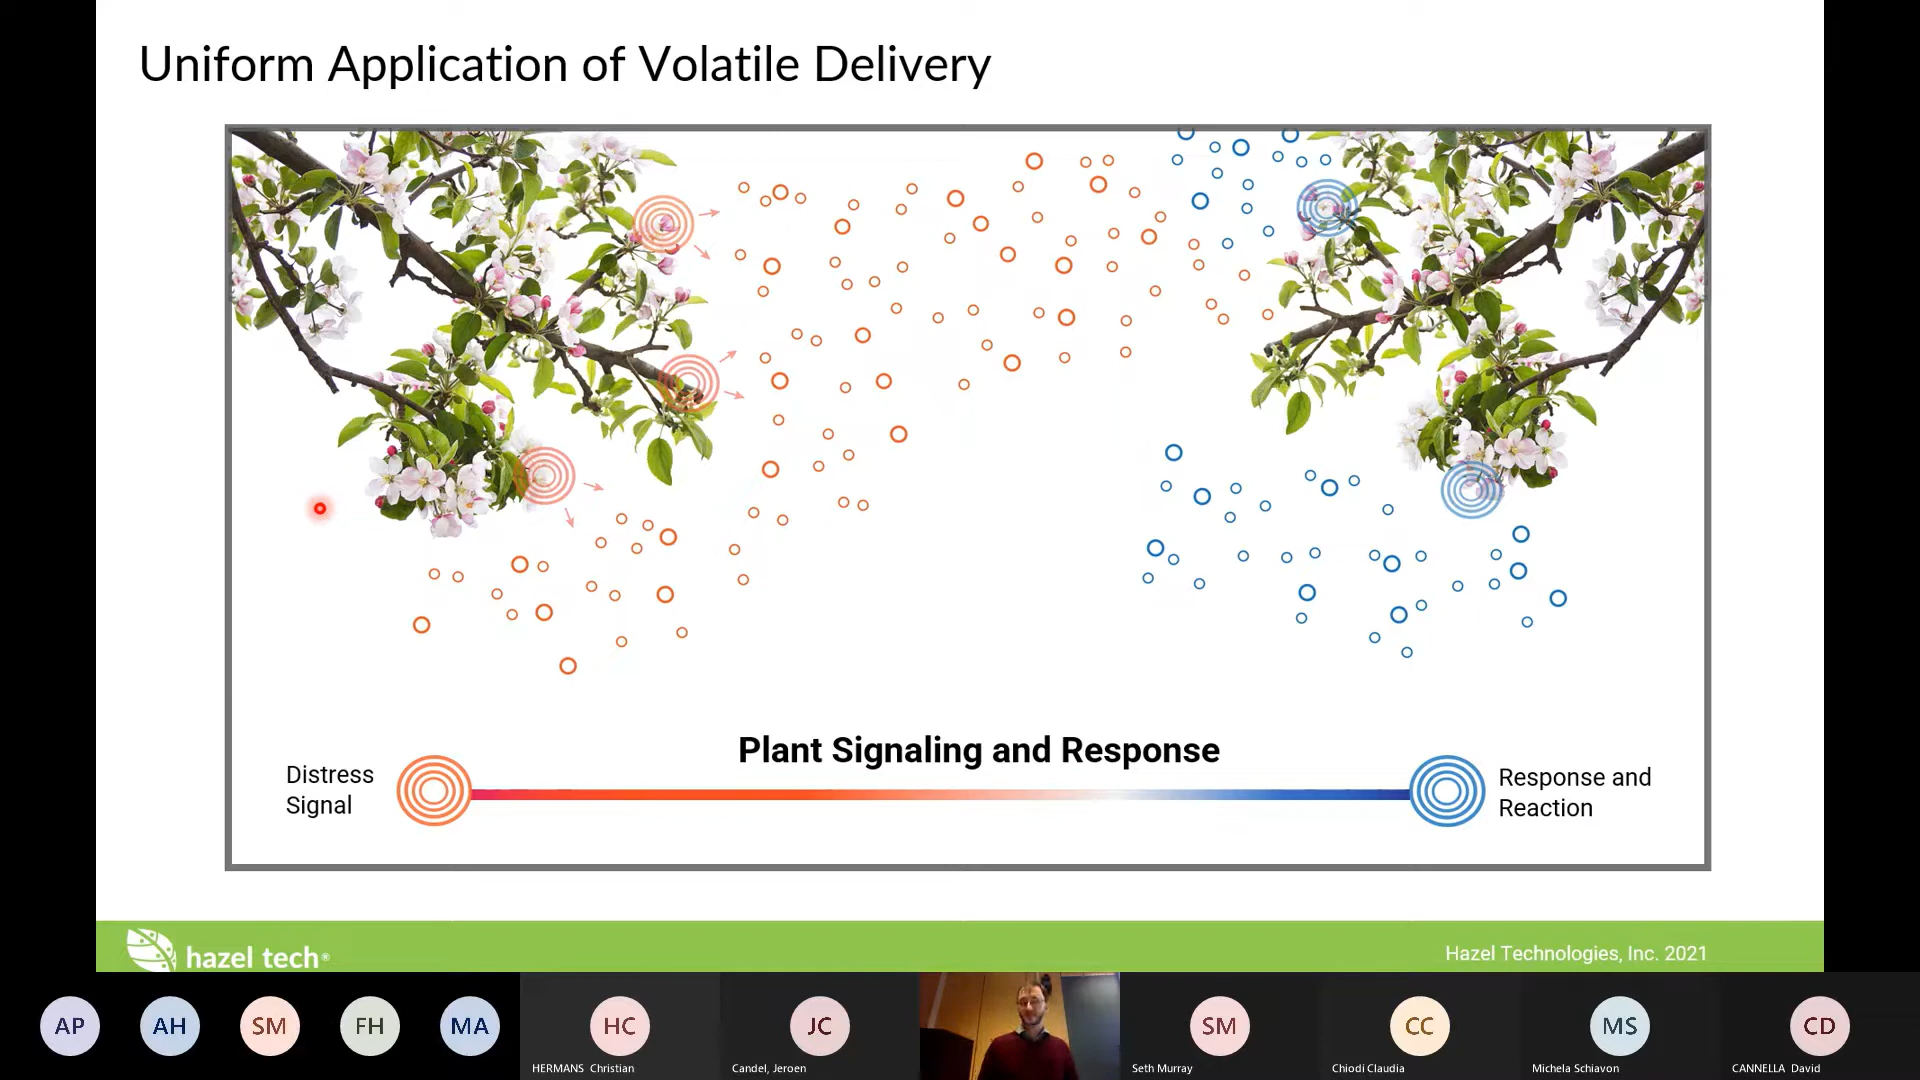 Uniform Application of Volatile Delivery
Plant Signaling and Response
Distress
Signal
Response and
Reaction
hazel tech®
Hazel Technologies, Inc. 2021
AP
AH
SM
FH
MA
HC
JC
SM
CC
MS
CD
HERMANS Christian
Candel, Jeroen
Seth Murray
Chiodi Claudia
Michela Schiavon
CANNELLA David